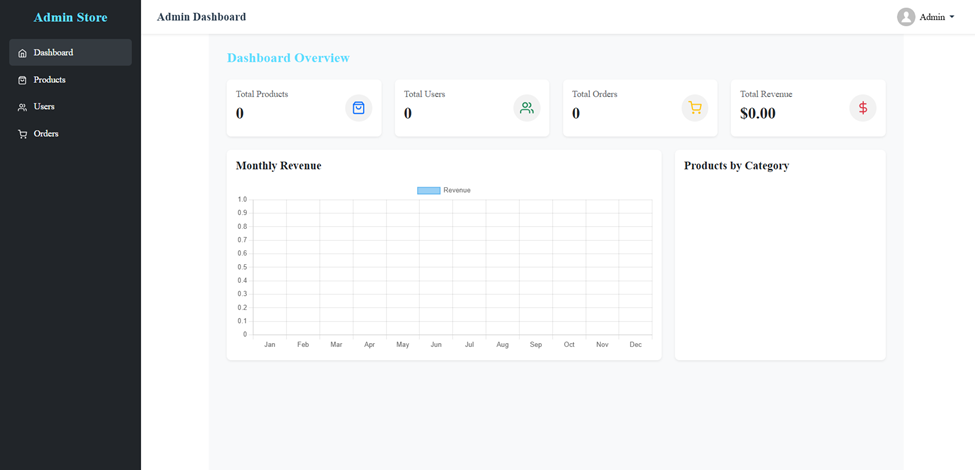 Admin Store
Dashboard
Products
Users
Orders
Admin Dashboard
Admin
Dashboard Overview
Total Products
0
Total Users
0
Total Orders
0
Total Revenue
$0.00
Monthly Revenue
Revenue
1.0
0.9
0.8
0.7
0.6
0.5
0.4
0.3
0.2
0.1
0
Jan Feb Mar Apr May Jun Jul Aug Sep Oct Nov Dec
Products by Category